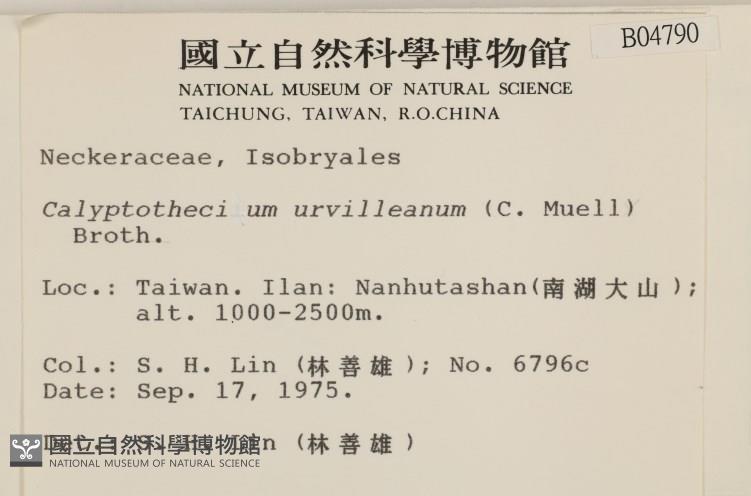 國立自然科學博物館
B04790
NATIONAL MUSEUM OF NATURAL SCIENCE
TAICHUNG, TAIWAN, R.O.CHINA
Neckeraceae, Isobryales
Calyptotheci um urvilleanum (C. Muell)
Broth.
Loc.: Taiwan. Ilan: Nanhutashan(南湖大山);
alt. 1000-2500m.
Col.: S. H. Lin (林善雄); No. 6796c
Date: Sep. 17, 1975.
Det.: S. H. Lin (林善雄)
國立自然科學博物館
NATIONAL MUSEUM OF NATURAL SCIENCE